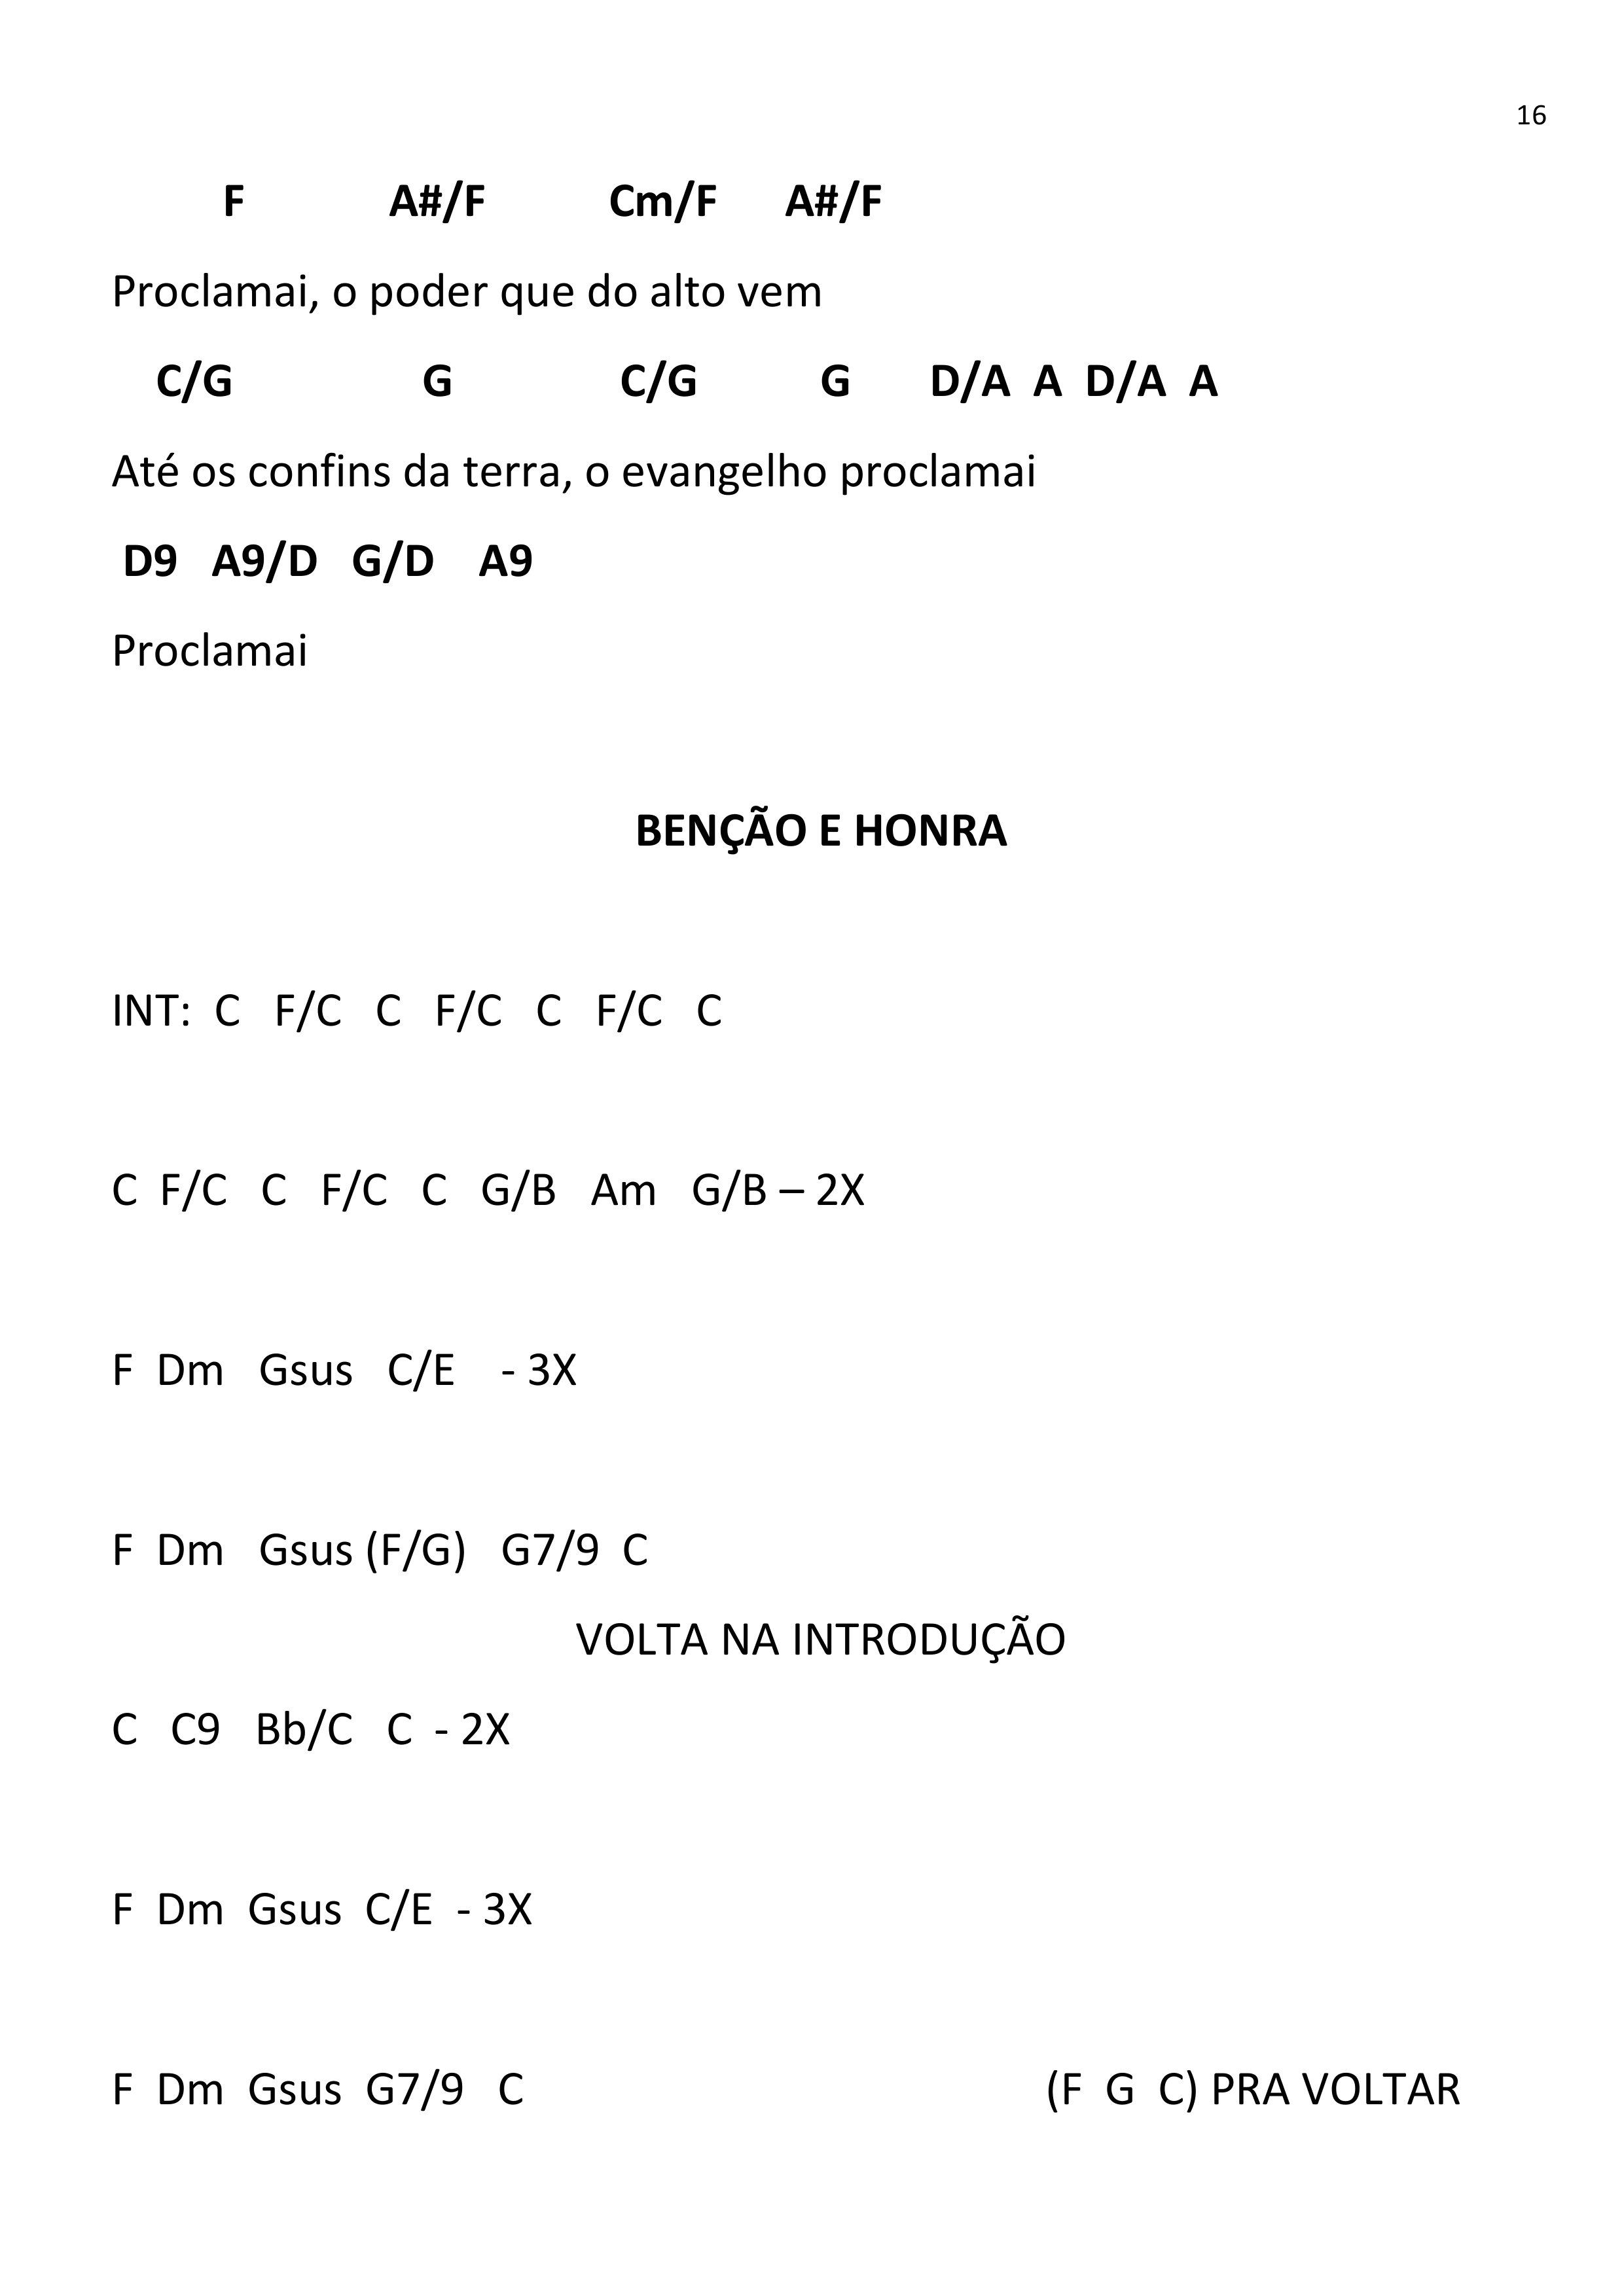 16
F A#/F Cm/F A#/F
Proclamai, o poder que do alto vem
C/G G C/G G D/A A D/A A
Até os confins da terra, o evangelho proclamai
D9 A9/D G/D A9
Proclamai
BENÇÃO E HONRA
INT: C F/C C F/C C F/C C
C F/C C F/C C G/B Am G/B – 2X
F Dm Gsus C/E - 3X
F Dm Gsus (F/G) G7/9 C
VOLTA NA INTRODUÇÃO
C C9 Bb/C C - 2X
F Dm Gsus C/E - 3X
F Dm Gsus G7/9 C (F G C) PRA VOLTAR